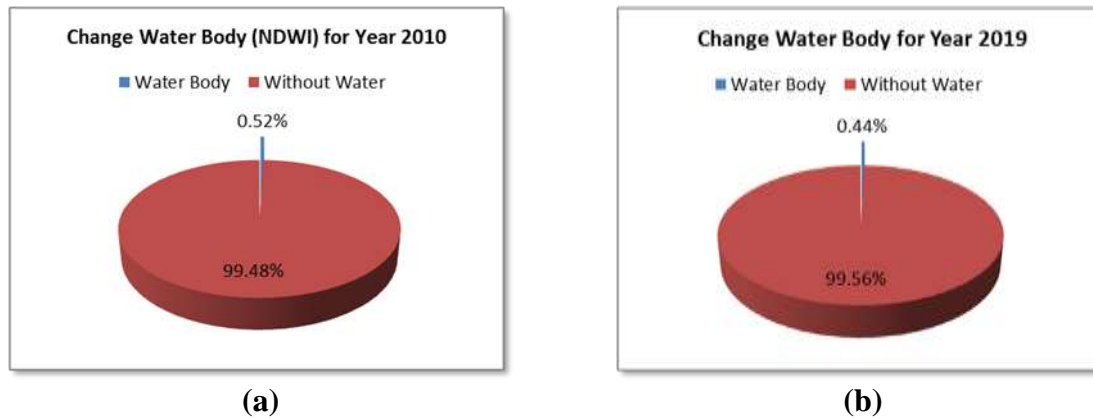 Change Water Body (NDWI) for Year 2010
Water Body Without Water
0.52%
99.48%
(a)
Change Water Body for Year 2019
Water Body Without Water
0.44%
99.56%
(b)